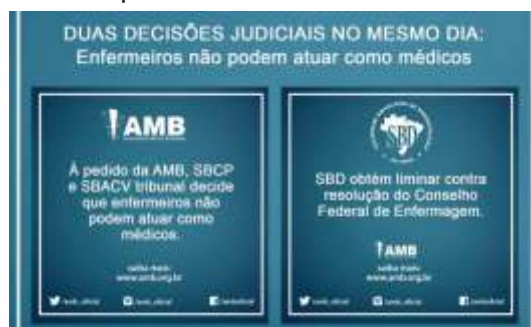 DUAS DECISÕES JUDICIAIS NO MESMO DIA:
Enfermeiros não podem atuar como médicos
AMB
À pedido da AMB, SBCP
e SBACV tribunal decide
que enfermeiros não
podem atuar como
médicos.
saiba mais:
www.amb.org.br
SBD
SBD obtém liminar contra
resolução do Conselho
Federal de Enfermagem.
AMB
saiba mais:
www.amb.org.br